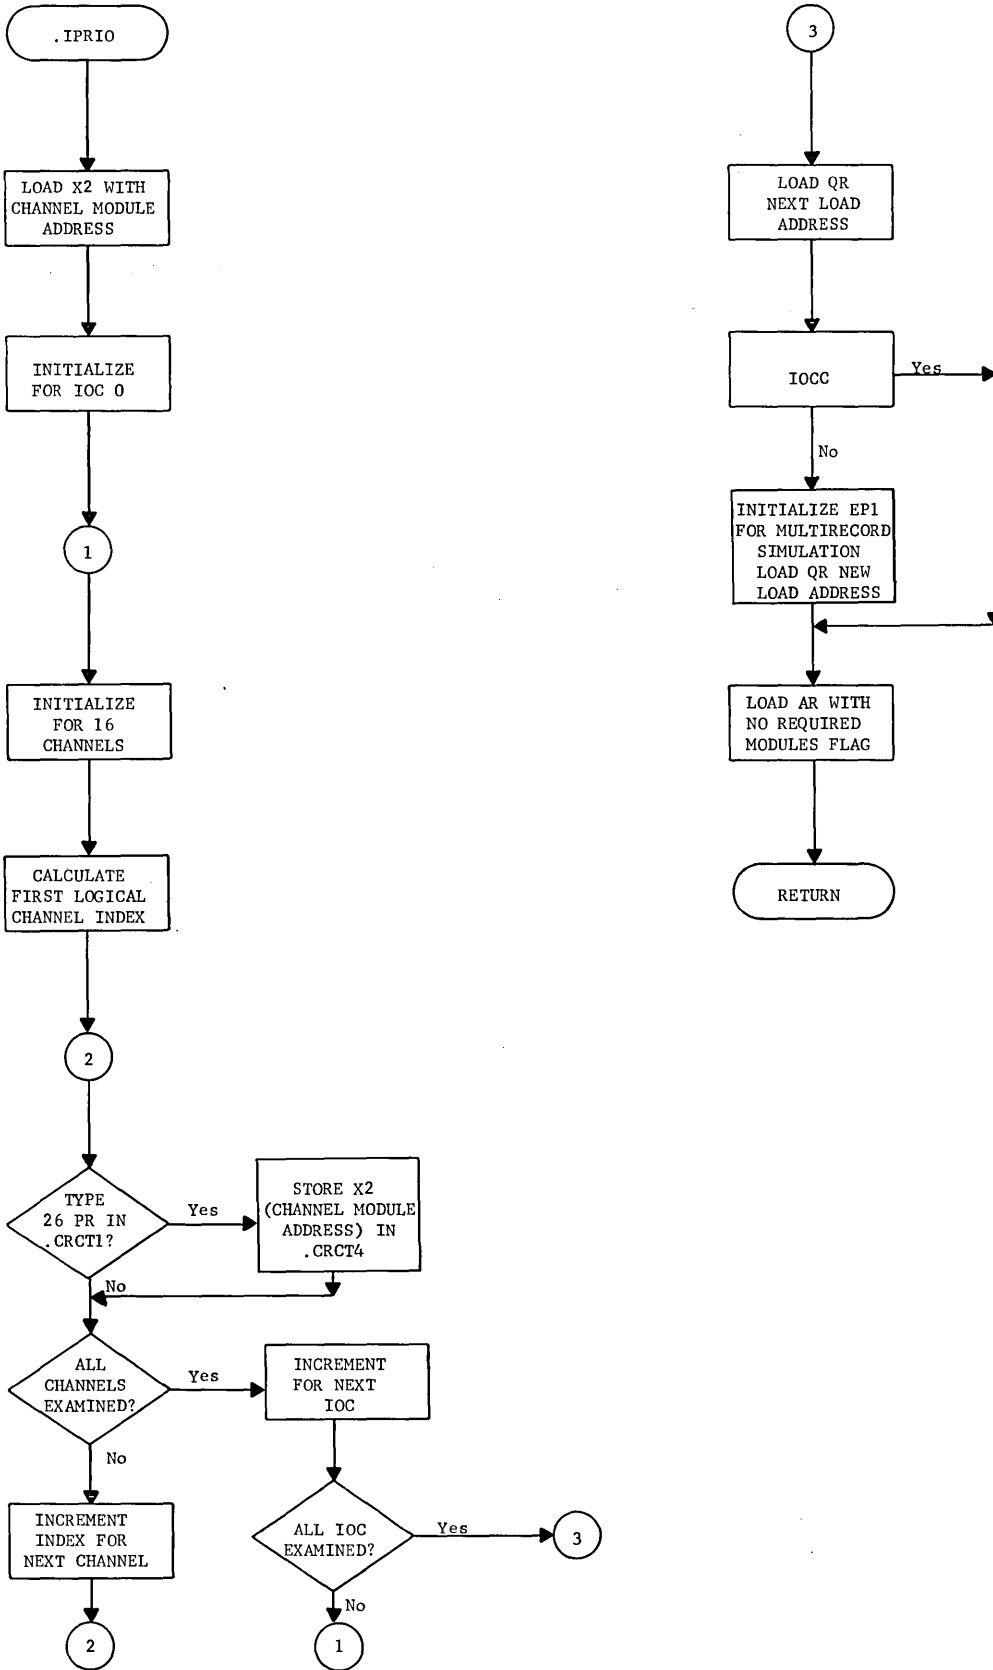 .IPRIO
LOAD X2 WITH
CHANNEL MODULE
ADDRESS
INITIALIZE
FOR IOC 0
1
INITIALIZE
FOR 16
CHANNELS
CALCULATE
FIRST LOGICAL
CHANNEL INDEX
2
TYPE
26 PR IN
.CRCT1?
Yes
STORE X2
(CHANNEL MODULE
ADDRESS) IN
.CRCT4
No
ALL
CHANNELS
EXAMINED?
Yes
INCREMENT
FOR NEXT
IOC
No
INCREMENT
INDEX FOR
NEXT CHANNEL
2
ALL IOC
EXAMINED?
Yes
3
No
1
3
LOAD QR
NEXT LOAD
ADDRESS
IOCC
Yes
No
INITIALIZE EP1
FOR MULTIRECORD
SIMULATION
LOAD QR NEW
LOAD ADDRESS
LOAD AR WITH
NO REQUIRED
MODULES FLAG
RETURN